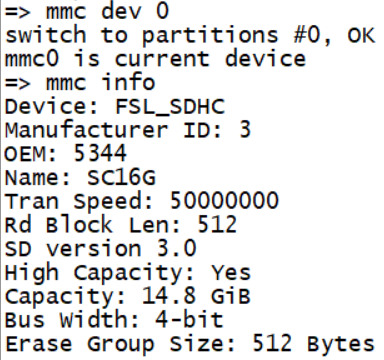 => mmc dev 0
switch to partitions #0, OK
mmc0 is current device
=> mmc info
Device: FSL_SDHC
Manufacturer ID: 3
OEM: 5344
Name: SC16G
Tran Speed: 50000000
Rd Block Len: 512
SD version 3.0
High Capacity: Yes
Capacity: 14.8 GiB
Bus Width: 4-bit
Erase Group Size: 512 Bytes